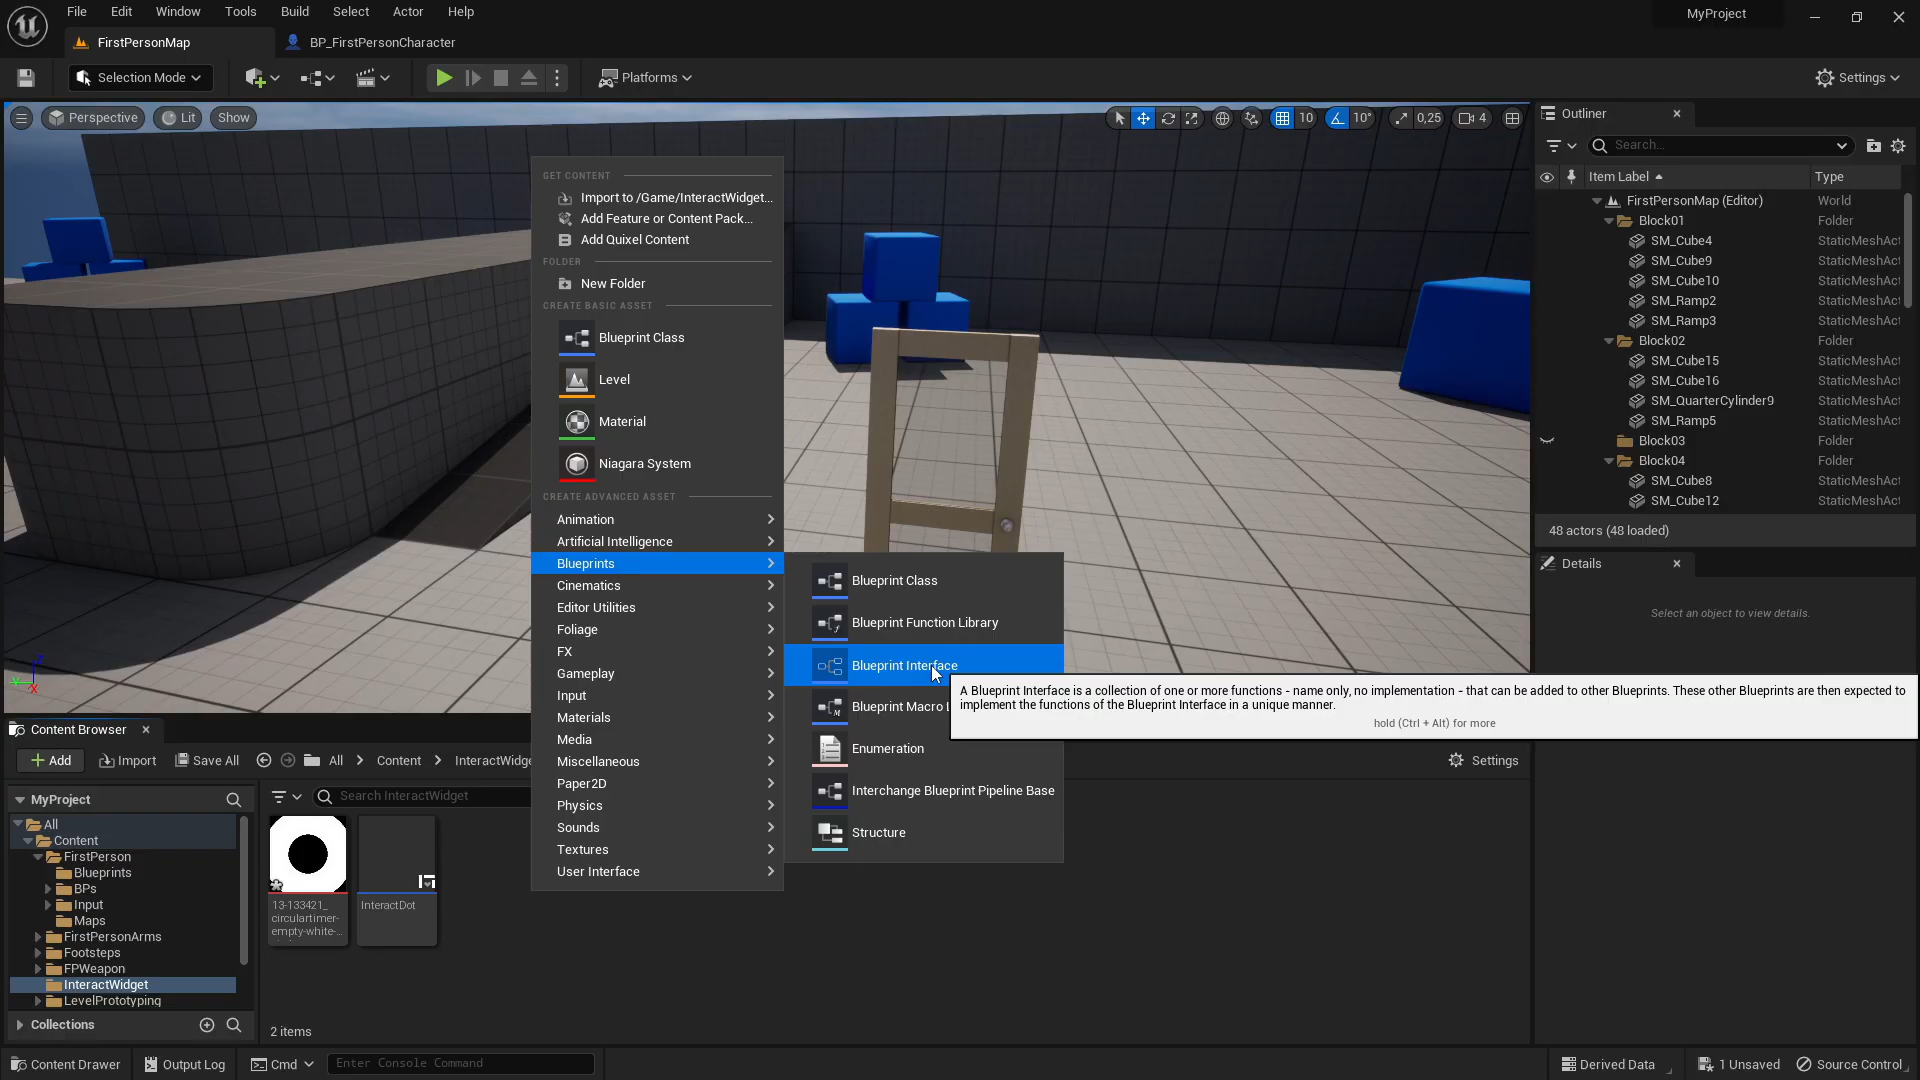 File Edit Window Tools Build Select Actor Help
MyProject
FirstPersonMap
BP_FirstPersonCharacter
Selection Mode
Platforms
Settings
Perspective
Lit
Show
10
10°
0,25
4
Outliner
Search...
Item Label
Type
FirstPersonMap (Editor) World
Block01 Folder
SM_Cube4 StaticMeshAct
SM_Cube9 StaticMeshAct
SM_Cube10 StaticMeshAct
SM_Ramp2 StaticMeshAct
SM_Ramp3 StaticMeshAct
Block02 Folder
SM_Cube15 StaticMeshAct
SM_Cube16 StaticMeshAct
SM_QuarterCylinder9 StaticMeshAct
SM_Ramp5 StaticMeshAct
Block03 Folder
Block04 Folder
SM_Cube8 StaticMeshAct
SM_Cube12 StaticMeshAct
48 actors (48 loaded)
Details
Select an object to view details.
GET CONTENT
Import to /Game/InteractWidget...
Add Feature or Content Pack...
Add Quixel Content
FOLDER
New Folder
CREATE BASIC ASSET
Blueprint Class
Level
Material
Niagara System
CREATE ADVANCED ASSET
Animation
Artificial Intelligence
Blueprints
Cinematics
Editor Utilities
Foliage
FX
Gameplay
Input
Materials
Media
Miscellaneous
Paper2D
Physics
Sounds
Textures
User Interface
Blueprint Class
Blueprint Function Library
Blueprint Interface
Blueprint Macro L
Enumeration
Interchange Blueprint Pipeline Base
Structure
A Blueprint Interface is a collection of one or more functions - name only, no implementation - that can be added to other Blueprints. These other Blueprints are then expected to
implement the functions of the Blueprint Interface in a unique manner.
hold (Ctrl + Alt) for more
Content Browser
Add
Import
Save All
All
Content
InteractWidge
Settings
MyProject
Search InteractWidget
All
Content
FirstPerson
Blueprints
BPs
Input
Maps
FirstPersonArms
Footsteps
FPWeapon
InteractWidget
LevelPrototyping
Collections
13-133421_
circulartimer-
empty-white-...
InteractDot
2 items
Content Drawer
Output Log
Cmd
Enter Console Command
Derived Data
1 Unsaved
Source Control